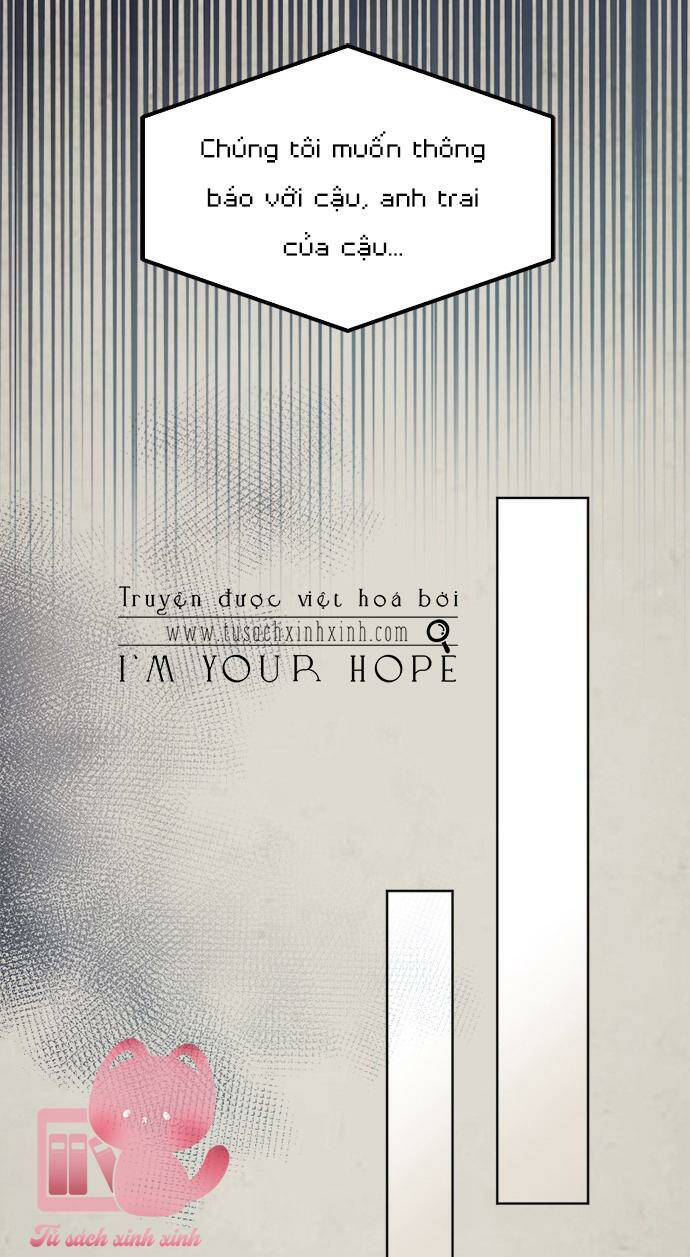 Chúng tôi muốn thông
báo với cậu, anh trai
của cậu...
Truyện được việt hoá bởi
www.tusachxinhxinh.com
I'M YOUR HOPE
Tủ sách xinh xinh